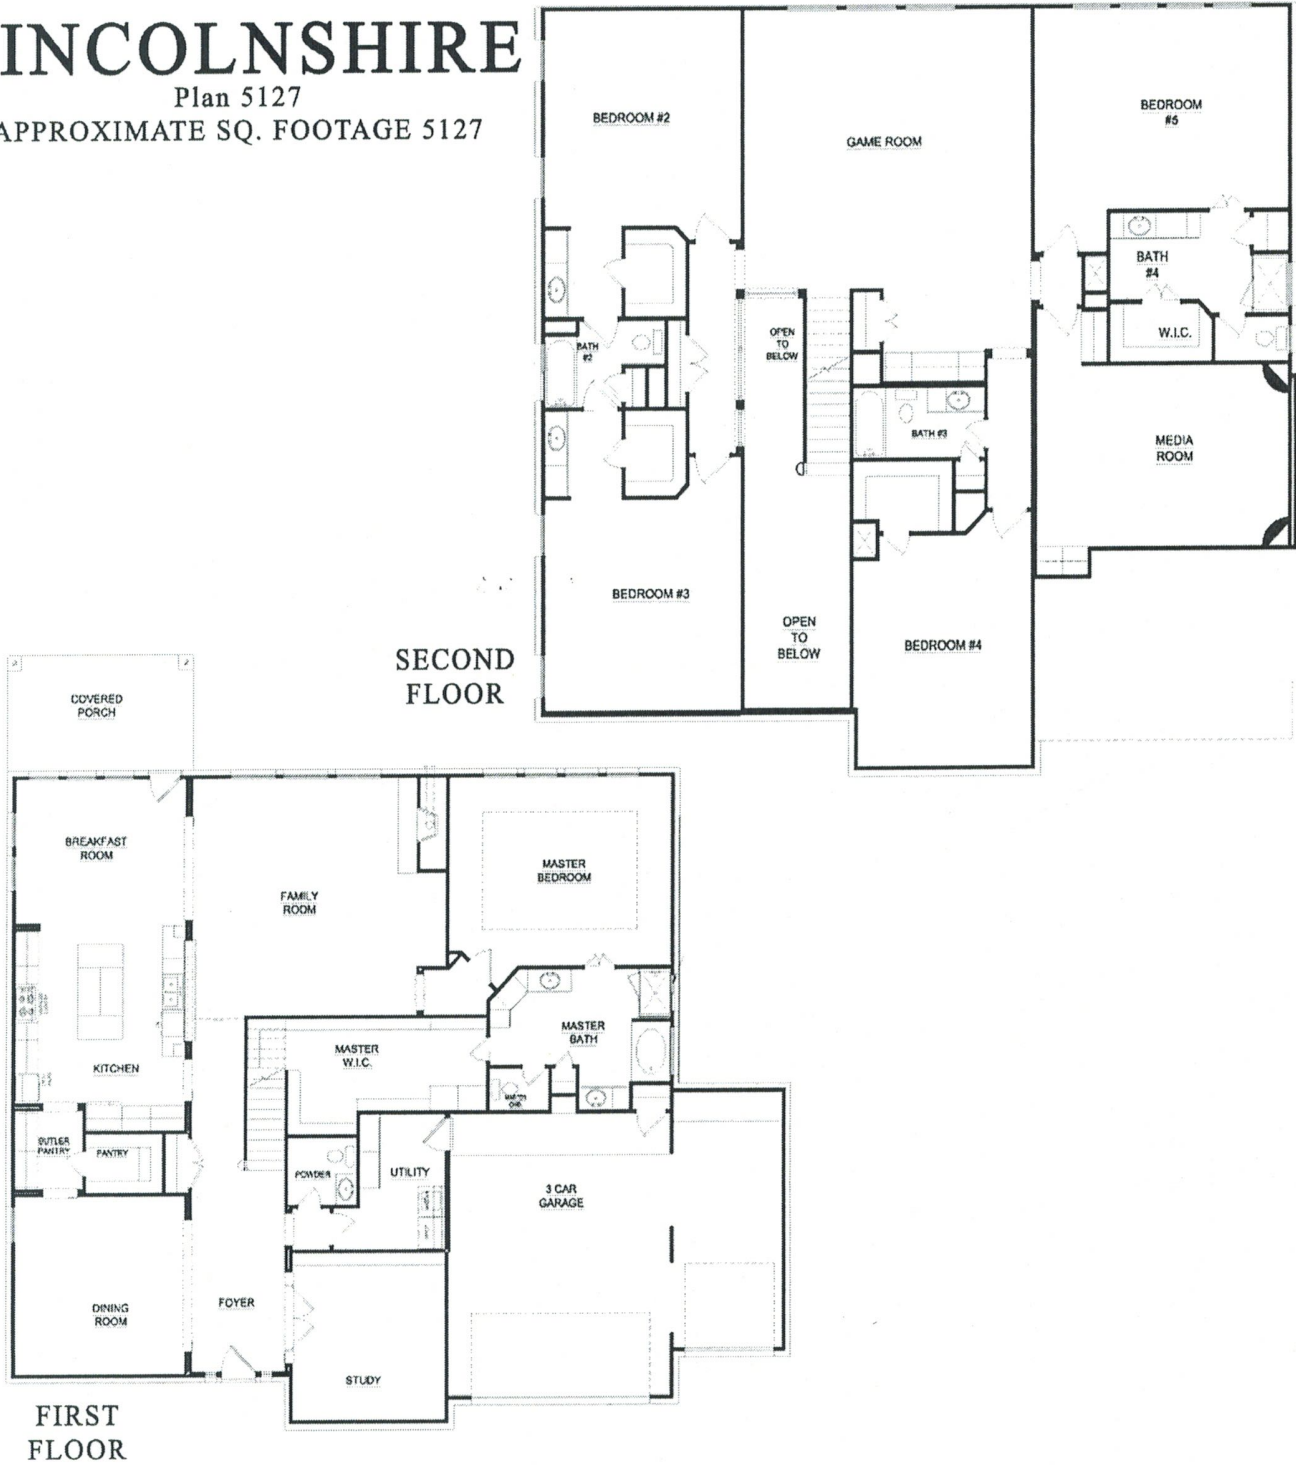 INCOLNSHIRE
Plan 5127
APPROXIMATE SQ. FOOTAGE 5127
BEDROOM #2
GAME ROOM
BEDROOM
#5
BATH
#4
W.I.C.
OPEN
TO
BELOW
BATH
#2
BATH #3
MEDIA
ROOM
BEDROOM #3
OPEN
TO
BELOW
BEDROOM #4
SECOND
FLOOR
COVERED
PORCH
BREAKFAST
ROOM
FAMILY
ROOM
MASTER
BEDROOM
MASTER
BATH
MASTER
W.I.C.
KITCHEN
BUTLER
PANTRY
PANTRY
POWDER
UTILITY
3 CAR
GARAGE
DINING
ROOM
FOYER
STUDY
FIRST
FLOOR